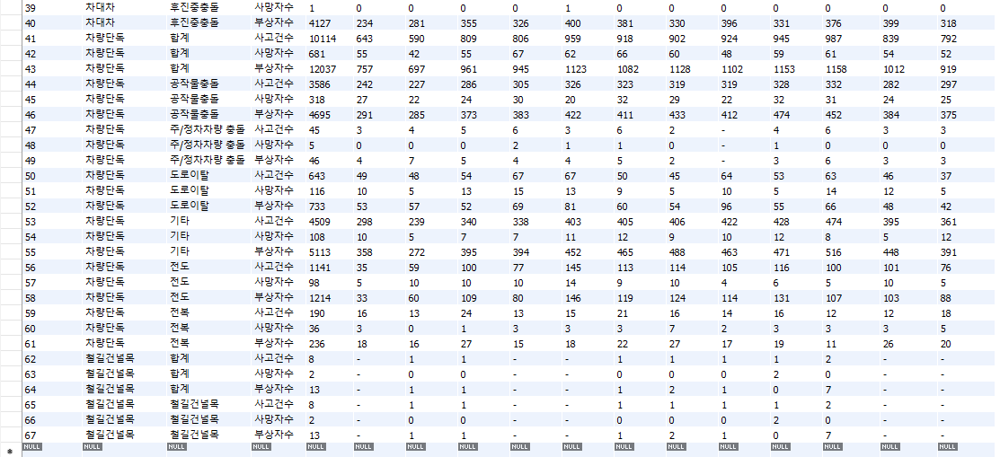 39 차대차 후진중충돌 사망자수 1 0 0 0 0 1 0 0 0 0 0 0 0
40 차대차 후진중충돌 부상자수 4127 234 281 355 326 400 381 330 396 331 376 399 318
41 차량단독 합계 사고건수 10114 643 590 809 806 959 918 902 924 945 987 839 792
42 차량단독 합계 사망자수 681 55 42 55 67 62 66 60 48 59 61 54 52
43 차량단독 합계 부상자수 12037 757 697 961 945 1123 1082 1128 1102 1153 1158 1012 919
44 차량단독 공작물충돌 사고건수 3586 242 227 286 305 326 323 319 319 328 332 282 297
45 차량단독 공작물충돌 사망자수 318 27 22 24 30 20 32 29 22 32 31 24 25
46 차량단독 공작물충돌 부상자수 4695 291 285 373 383 422 411 433 412 474 452 384 375
47 차량단독 주/정차차량 충돌 사고건수 45 3 4 5 6 3 6 2 - 4 6 3 3
48 차량단독 주/정차차량 충돌 사망자수 5 0 0 0 2 1 1 0 - 1 0 0 0
49 차량단독 주/정차차량 충돌 부상자수 46 4 7 5 4 4 5 2 - 3 6 3 3
50 차량단독 도로이탈 사고건수 643 49 48 54 67 67 50 45 64 53 63 46 37
51 차량단독 도로이탈 사망자수 116 10 5 13 15 13 9 5 10 5 14 12 5
52 차량단독 도로이탈 부상자수 733 53 57 52 69 81 60 54 96 55 66 48 42
53 차량단독 기타 사고건수 4509 298 239 340 338 403 405 406 422 428 474 395 361
54 차량단독 기타 사망자수 108 10 5 7 7 11 12 9 10 12 8 5 12
55 차량단독 기타 부상자수 5113 358 272 395 394 452 465 488 463 471 516 448 391
56 차량단독 전도 사고건수 1141 35 59 100 77 145 113 114 105 116 100 101 76
57 차량단독 전도 사망자수 98 5 10 10 10 14 9 10 4 6 5 10 5
58 차량단독 전도 부상자수 1214 33 60 109 80 146 119 124 114 131 107 103 88
59 차량단독 전복 사고건수 190 16 13 24 13 15 21 16 14 16 12 12 18
60 차량단독 전복 사망자수 36 3 0 1 3 3 3 7 2 3 3 3 5
61 차량단독 전복 부상자수 236 18 16 27 15 18 22 27 17 19 11 26 20
62 철길건널목 합계 사고건수 8 - 1 1 - - 1 1 1 1 2 - -
63 철길건널목 합계 사망자수 2 - 0 0 - - 0 0 0 2 0 - -
64 철길건널목 합계 부상자수 13 - 1 1 - - 1 2 1 0 7 - -
65 철길건널목 철길건널목 사고건수 8 - 1 1 - - 1 1 1 1 2 - -
66 철길건널목 철길건널목 사망자수 2 - 0 0 - - 0 0 0 2 0 - -
67 철길건널목 철길건널목 부상자수 13 - 1 1 - - 1 2 1 0 7 - -
NULL NULL NULL NULL NULL NULL NULL NULL NULL NULL NULL NULL NULL NULL NULL NULL NULL